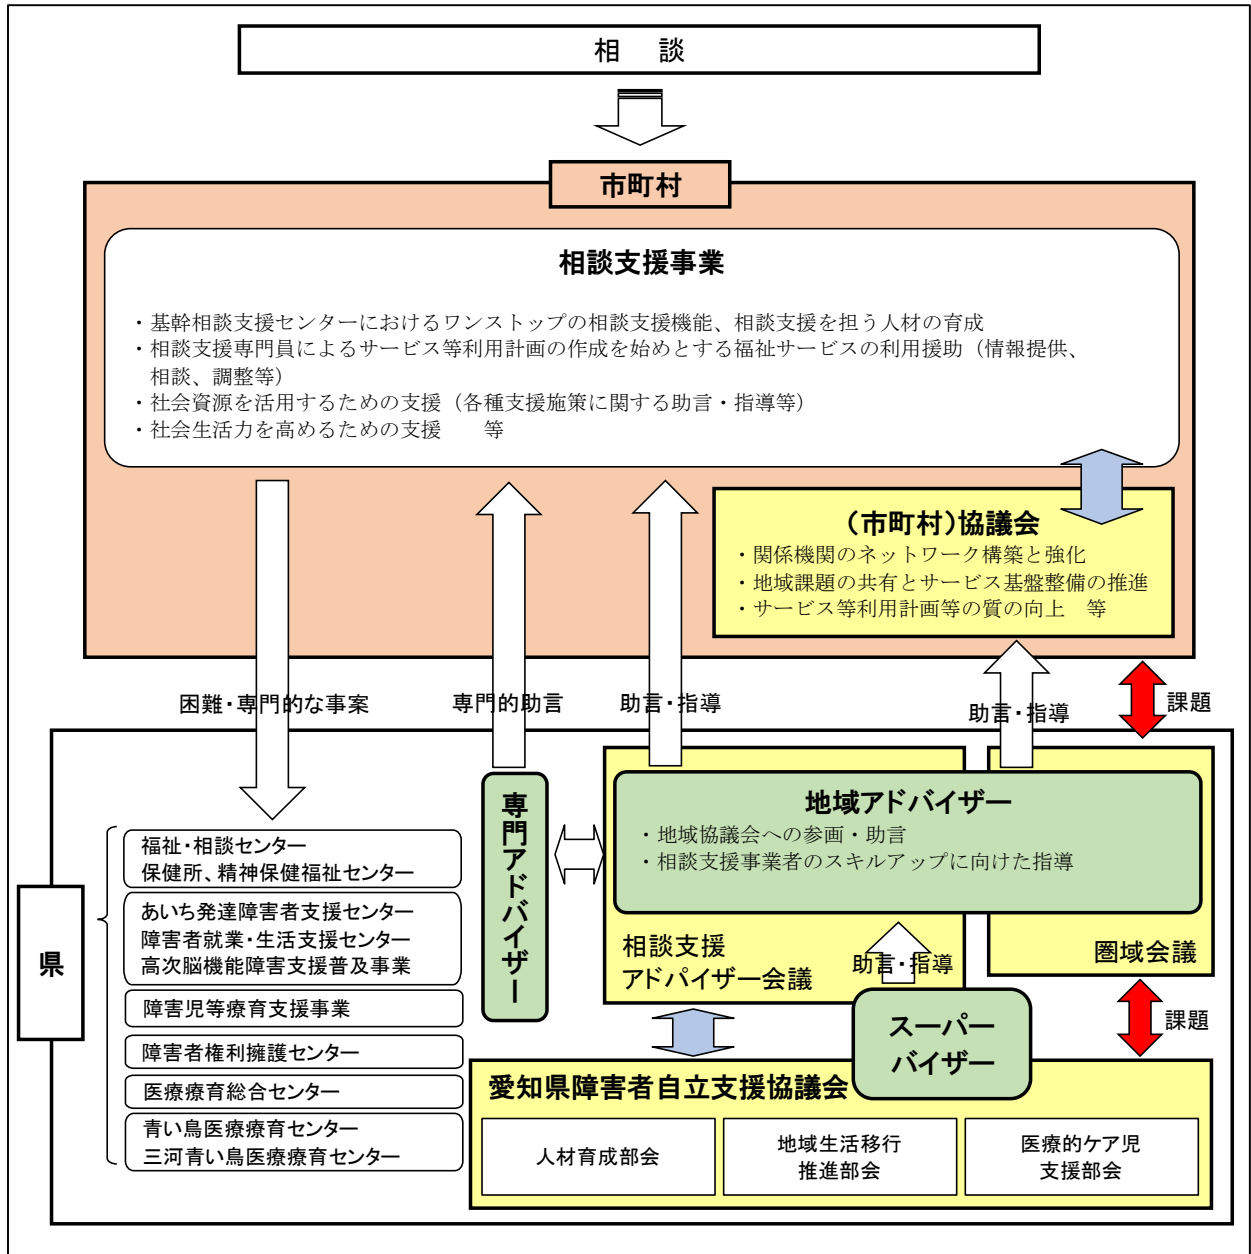 相　談
市町村
相談支援事業
・基幹相談支援センターにおけるワンストップの相談支援機能、相談支援を担う人材の育成
・相談支援専門員によるサービス等利用計画の作成を始めとする福祉サービスの利用援助（情報提供、
相談、調整等）
・社会資源を活用するための支援（各種支援施策に関する助言・指導等）
・社会生活力を高めるための支援　　等
（市町村）協議会
・関係機関のネットワーク構築と強化
・地域課題の共有とサービス基盤整備の推進
・サービス等利用計画等の質の向上　等
困難・専門的な事案
専門的助言
助言・指導
助言・指導
課題
県
福祉・相談センター
保健所、精神保健福祉センター
あいち発達障害者支援センター
障害者就業・生活支援センター
高次脳機能障害支援普及事業
障害児等療育支援事業
障害者権利擁護センター
医療療育総合センター
青い鳥医療療育センター
三河青い鳥医療療育センター
専門アドバイザー
地域アドバイザー
・地域協議会への参画・助言
・相談支援事業者のスキルアップに向けた指導
相談支援
アドバイザー会議
助言・指導
圏域会議
スーパー
バイザー
課題
愛知県障害者自立支援協議会
人材育成部会
地域生活移行
推進部会
医療的ケア児
支援部会